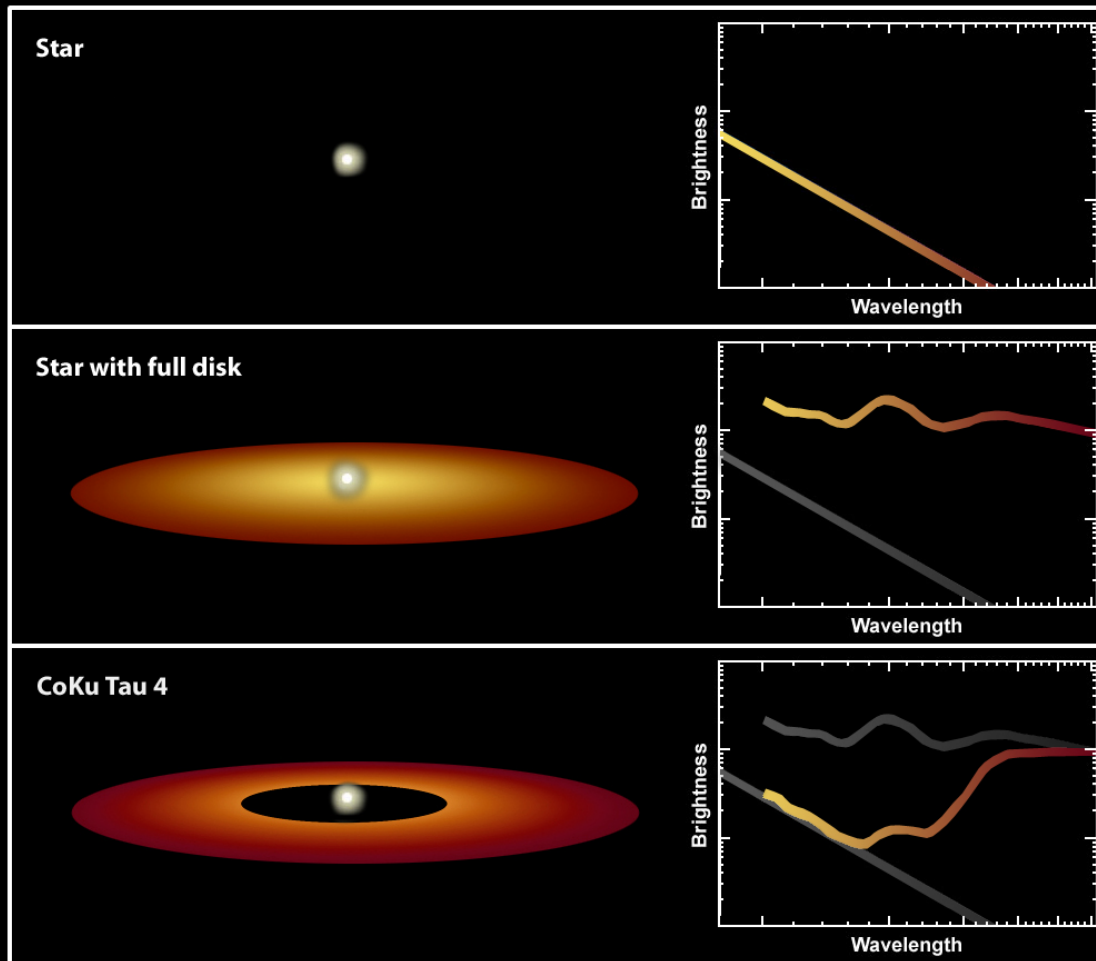 Star
Brightness
Wavelength
Star with full disk
Brightness
Wavelength
CoKu Tau 4
Brightness
Wavelength